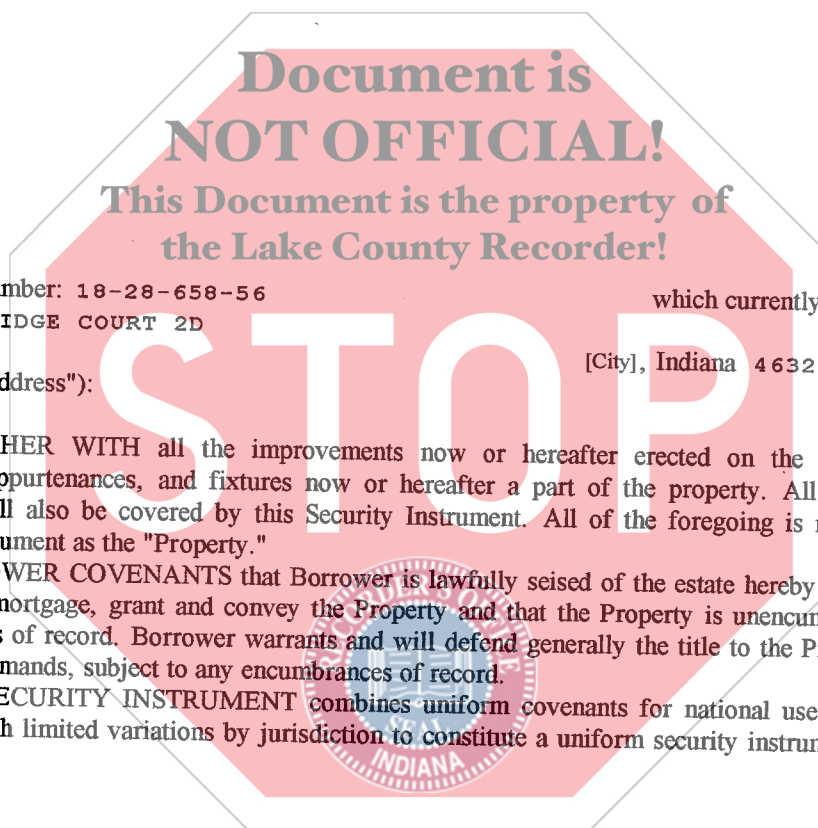 Document is
NOT OFFICIAL!
This Document is the property of
the Lake County Recorder!
mber: 18-28-658-56 which currently
IDGE COURT 2D
[City], Indiana 4632
ddress"):
STOP
HER WITH all the improvements now or hereafter erected on the
ppurtenances, and fixtures now or hereafter a part of the property. All
ll also be covered by this Security Instrument. All of the foregoing is
ument as the "Property."
WER COVENANTS that Borrower is lawfully seised of the estate hereby
mortgage, grant and convey the Property and that the Property is unencum
s of record. Borrower warrants and will defend generally the title to the P
mands, subject to any encumbrances of record.
ECURITY INSTRUMENT combines uniform covenants for national use
h limited variations by jurisdiction to constitute a uniform security instrum
RECORDER'S OFFICE
SEAL
INDIANA